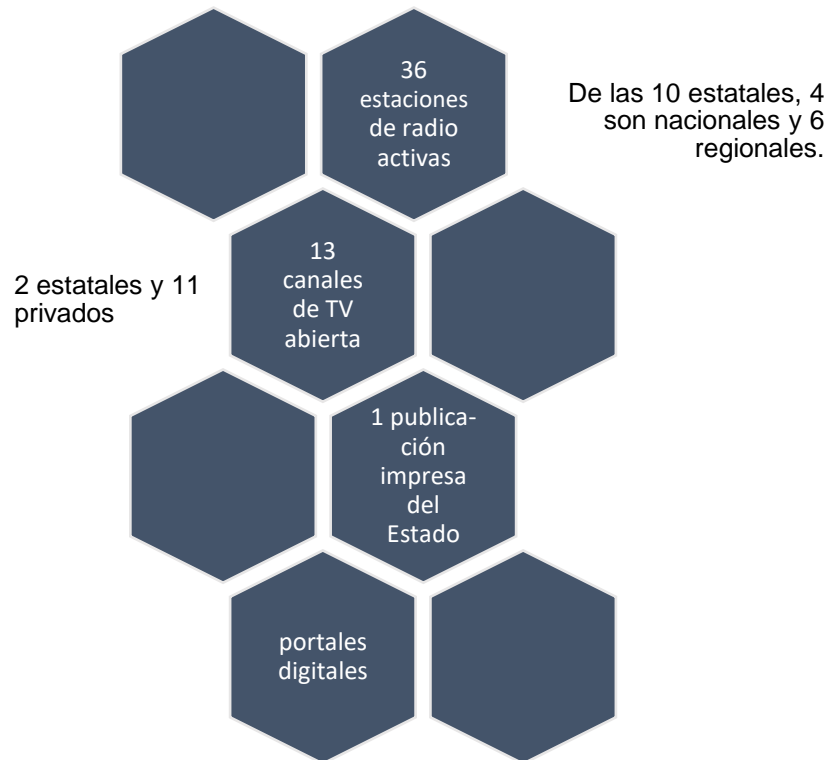 36
estaciones
de radio
activas
De las 10 estatales, 4
son nacionales y 6
regionales.
13
canales
de TV
abierta
2 estatales y 11
privados
1 publica-
ción
impresa
del
Estado
portales
digitales